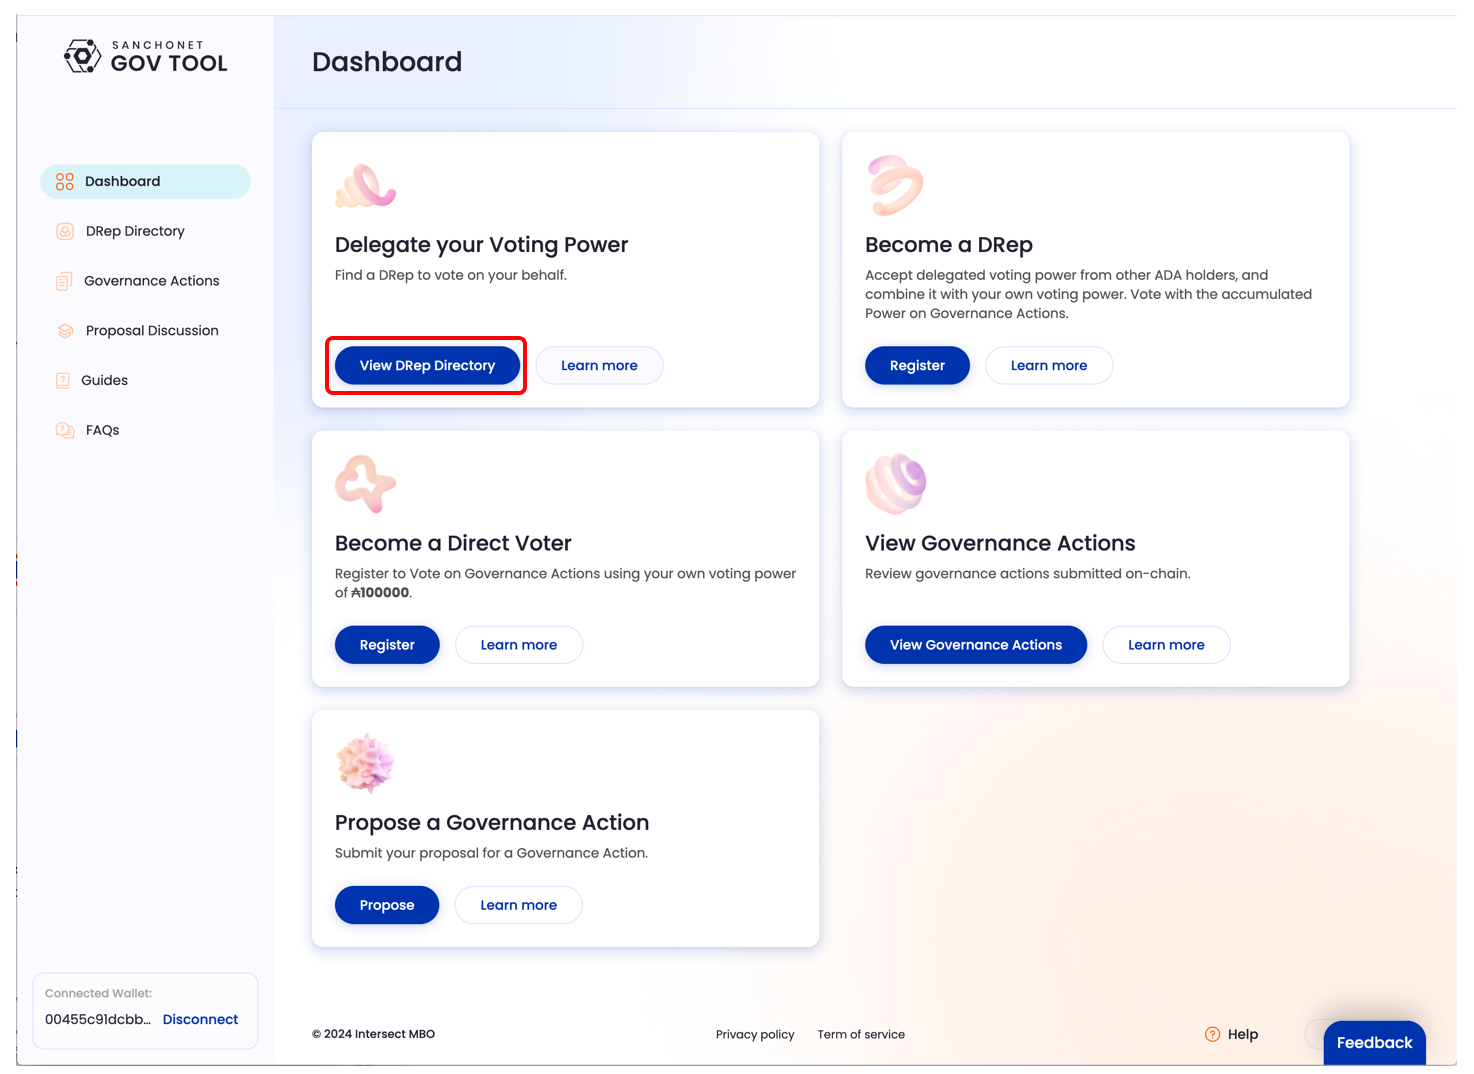 SANCHONET
GOV TOOL
Dashboard
DRep Directory
Governance Actions
Proposal Discussion
Guides
FAQs
Connected Wallet:
00455c91dcbb... Disconnect
Dashboard
Delegate your Voting Power
Find a DRep to vote on your behalf.
View DRep Directory Learn more
Become a DRep
Accept delegated voting power from other ADA holders, and
combine it with your own voting power. Vote with the accumulated
Power on Governance Actions.
Register Learn more
Become a Direct Voter
Register to Vote on Governance Actions using your own voting power
of ₳100000.
Register Learn more
View Governance Actions
Review governance actions submitted on-chain.
View Governance Actions Learn more
Propose a Governance Action
Submit your proposal for a Governance Action.
Propose Learn more
© 2024 Intersect MBO Privacy policy Term of service Help
Feedback